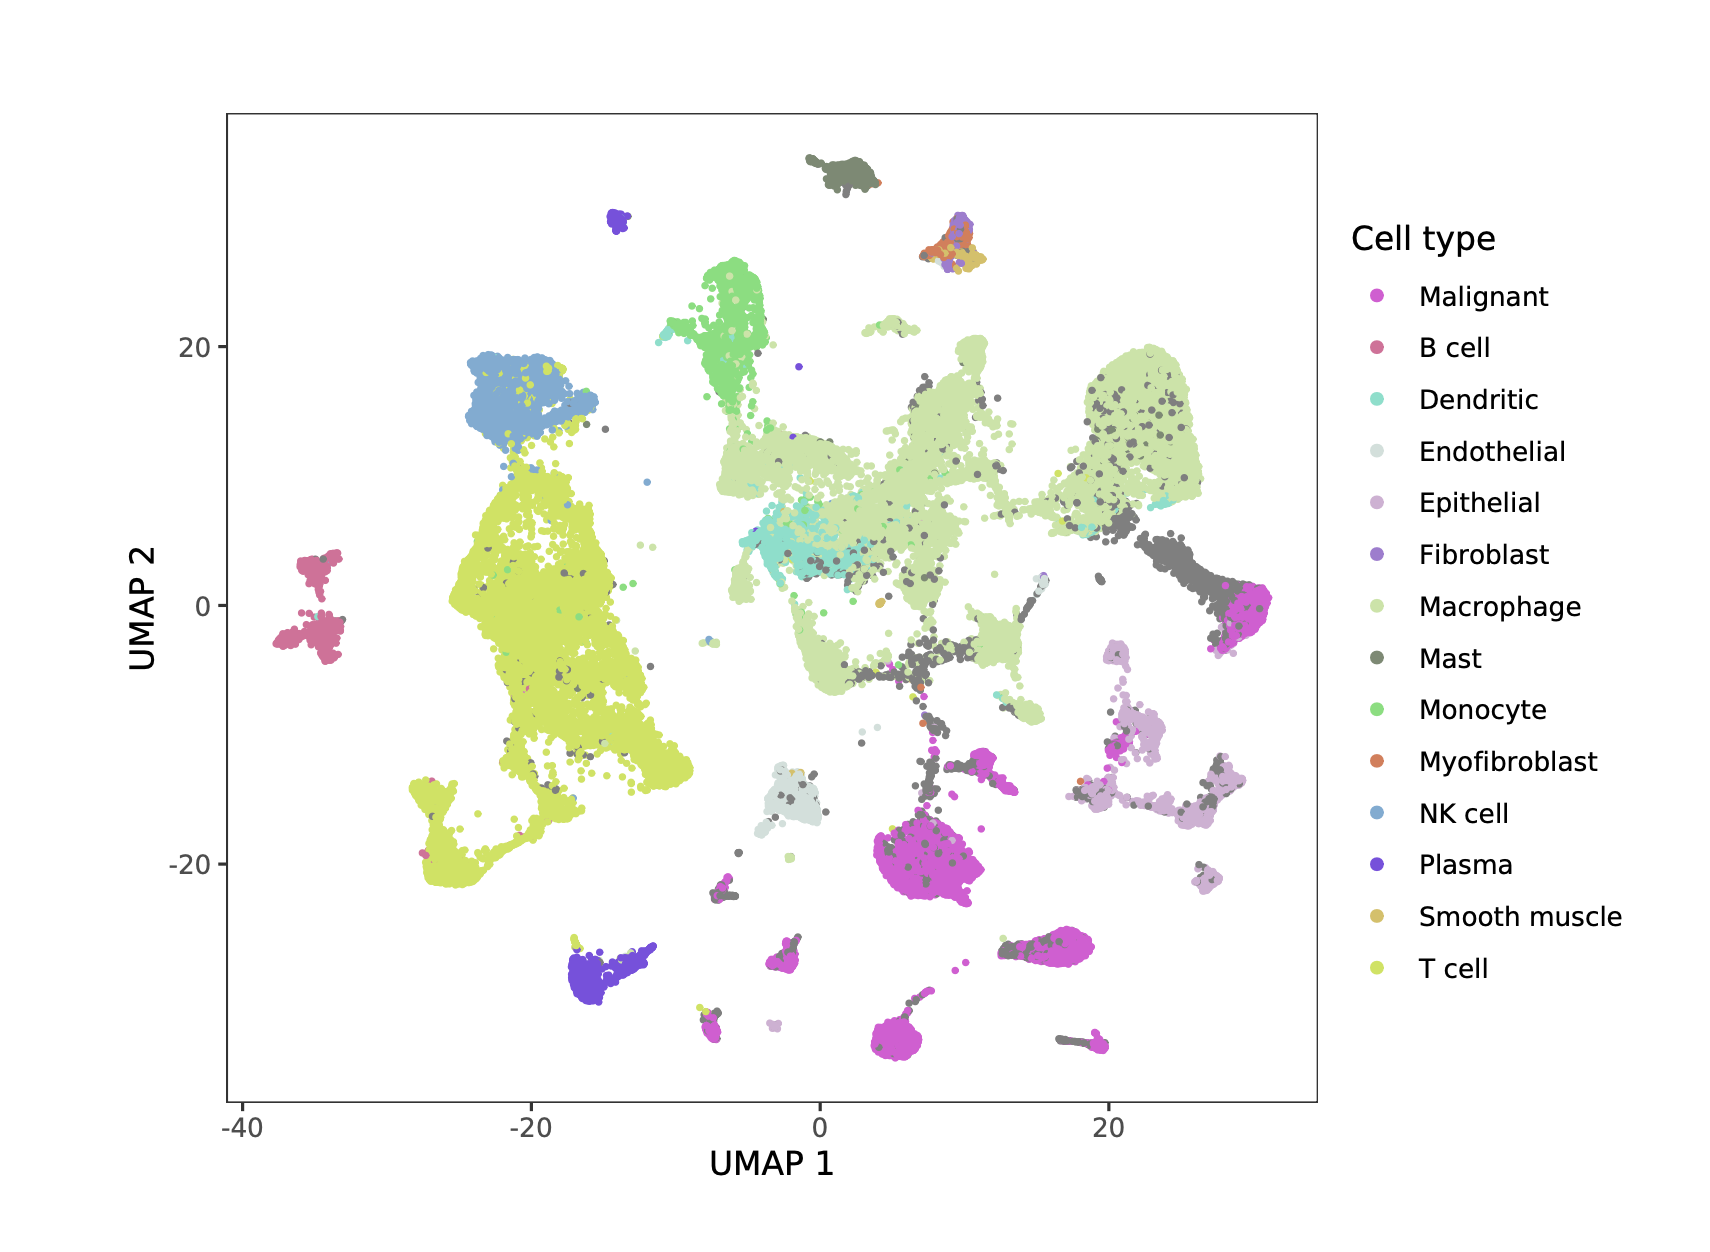 Cell type
Malignant
B cell
Dendritic
Endothelial
Epithelial
Fibroblast
Macrophage
Mast
Monocyte
Myofibroblast
NK cell
Plasma
Smooth muscle
T cell
UMAP 2
20
0
-20
-40
-20
0
20
UMAP 1